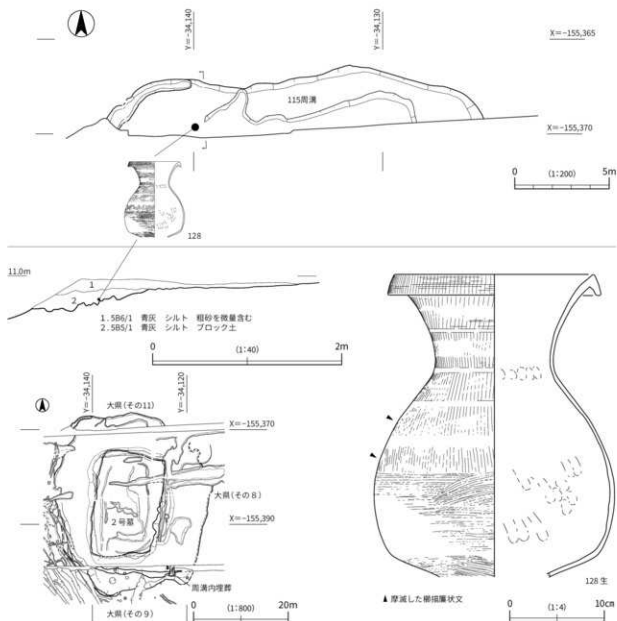 Y=-34,140
Y=-34,130
X=-155,365
115周溝
X=-155,370
0 (1:200) 5m
128
11.0m
1
2
1.5B6/1 青灰 シルト 粗砂を微量含む
2.5B5/1 青灰 シルト ブロック土
0 (1:40) 2m
Y=-34,140
Y=-34,120
大県(その11)
X=-155,370
大県(その8)
2号墓
X=-155,390
周溝内埋葬
大県(その9)
0 (1:800) 20m
128 生
▲ 摩滅した櫛描簾状文
0 (1:4) 10cm